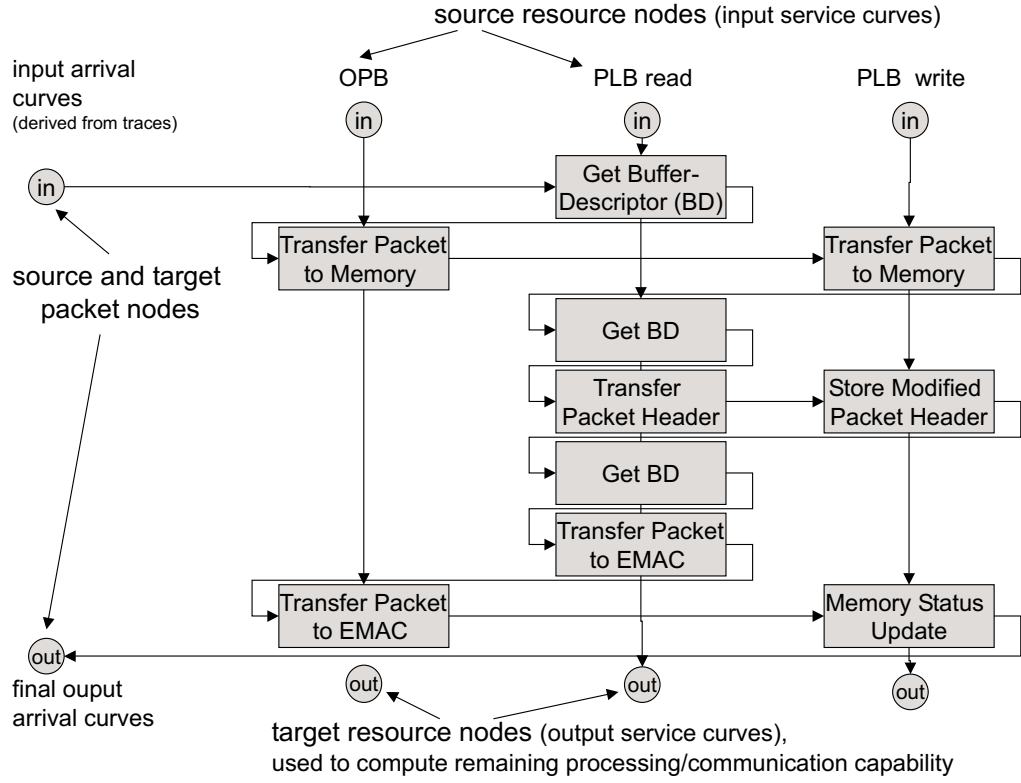 source resource nodes (input service curves)
input arrival
curves
(derived from traces)
OPB
PLB read
PLB write
in
in
in
in
Get Buffer-
Descriptor (BD)
Transfer Packet
to Memory
Transfer Packet
to Memory
source and target
packet nodes
Get BD
Transfer
Packet Header
Store Modified
Packet Header
Get BD
Transfer Packet
to EMAC
Transfer Packet
to EMAC
Memory Status
Update
out
out
out
out
final ouput
arrival curves
target resource nodes (output service curves),
used to compute remaining processing/communication capability